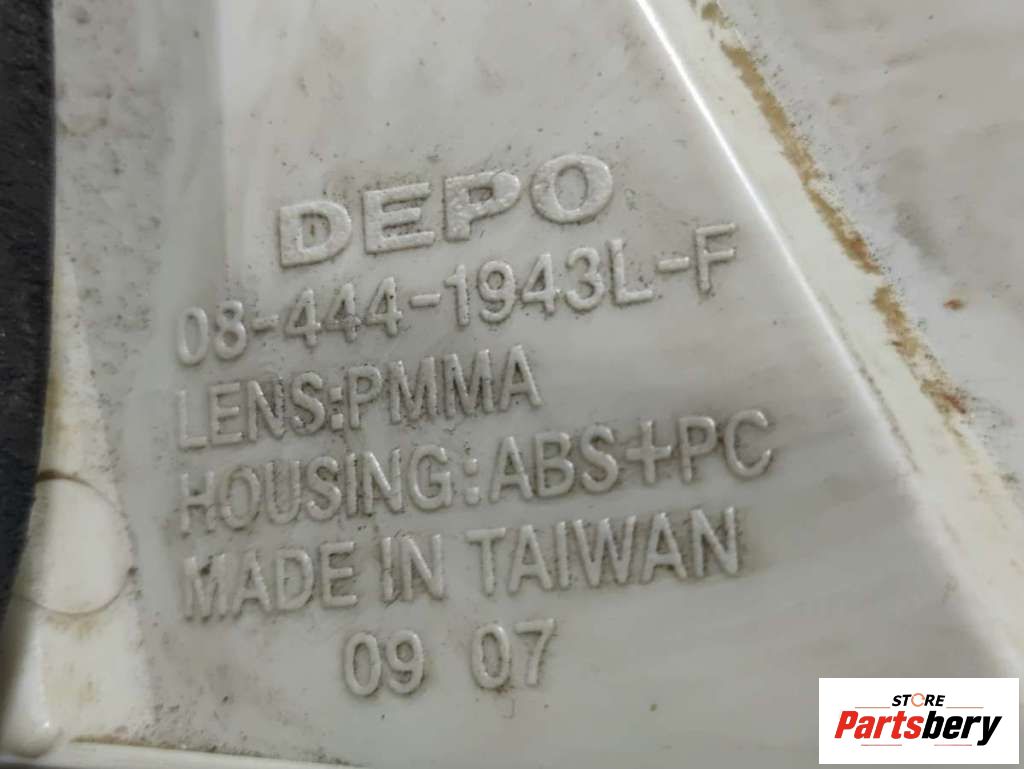 DEPO
08-444-1943L-F
LENS:PMMA
HOUSING:ABS+PC
MADE IN TAIWAN
09 07
STORE
Partsbery